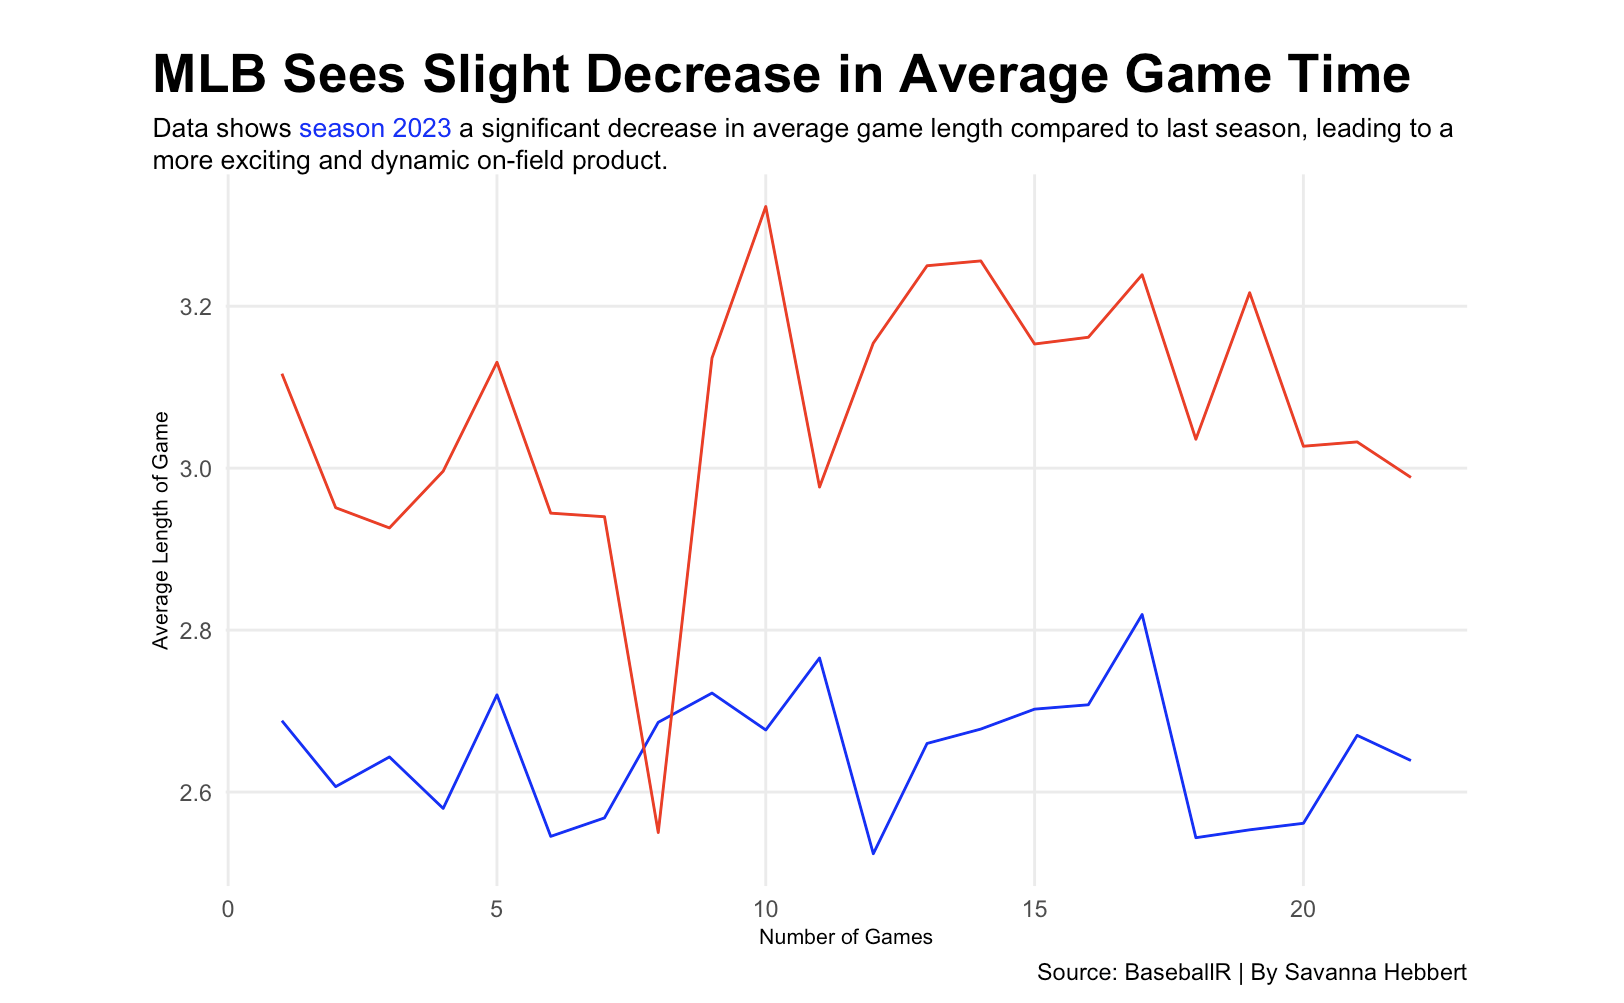 MLB Sees Slight Decrease in Average Game Time
Data shows season 2023 a significant decrease in average game length compared to last season, leading to a
more exciting and dynamic on-field product.
Average Length of Game
3.2
3.0
2.8
2.6
0 5 10 15 20
Number of Games
Source: BaseballR | By Savanna Hebbert